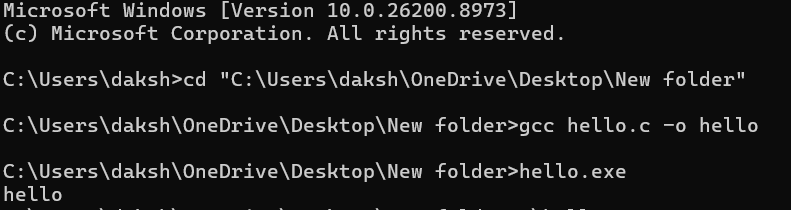 Microsoft Windows [Version 10.0.26200.8973]
(c) Microsoft Corporation. All rights reserved.
C:\Users\daksh>cd "C:\Users\daksh\OneDrive\Desktop\New folder"
C:\Users\daksh\OneDrive\Desktop\New folder>gcc hello.c -o hello
C:\Users\daksh\OneDrive\Desktop\New folder>hello.exe
hello